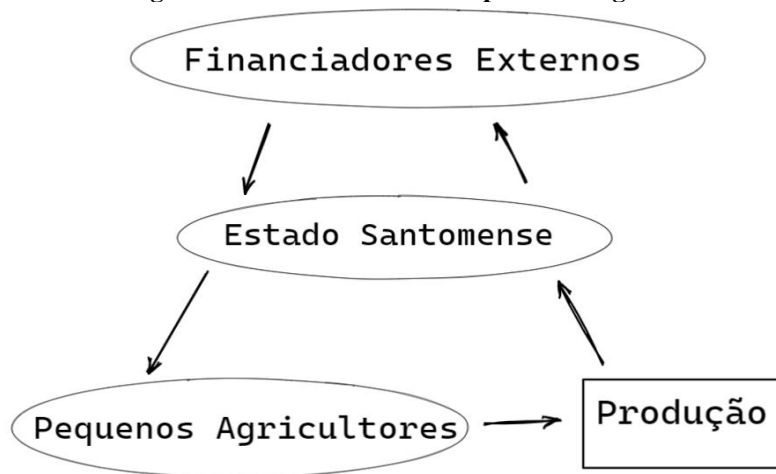 Financiadores Externos
Estado Santomense
Pequenos Agricultores
Produção